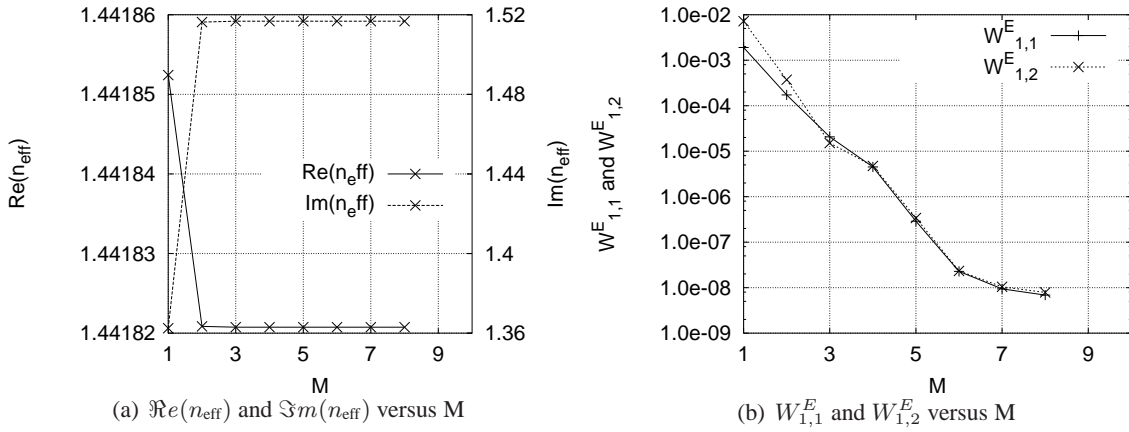 1.44186
1.44185
1.44184
1.44183
1.44182
Re(n_eff)
1.52
1.48
1.44
1.4
1.36
Im(n_eff)
Re(n_eff)
Im(n_eff)
1 3 5 7 9
M
(a) ℜe(n_eff) and ℑm(n_eff) versus M
1.0e-02
1.0e-03
1.0e-04
1.0e-05
1.0e-06
1.0e-07
1.0e-08
1.0e-09
W^E_1,1 and W^E_1,2
W^E_1,1
W^E_1,2
1 3 5 7 9
M
(b) W^E_1,1 and W^E_1,2 versus M